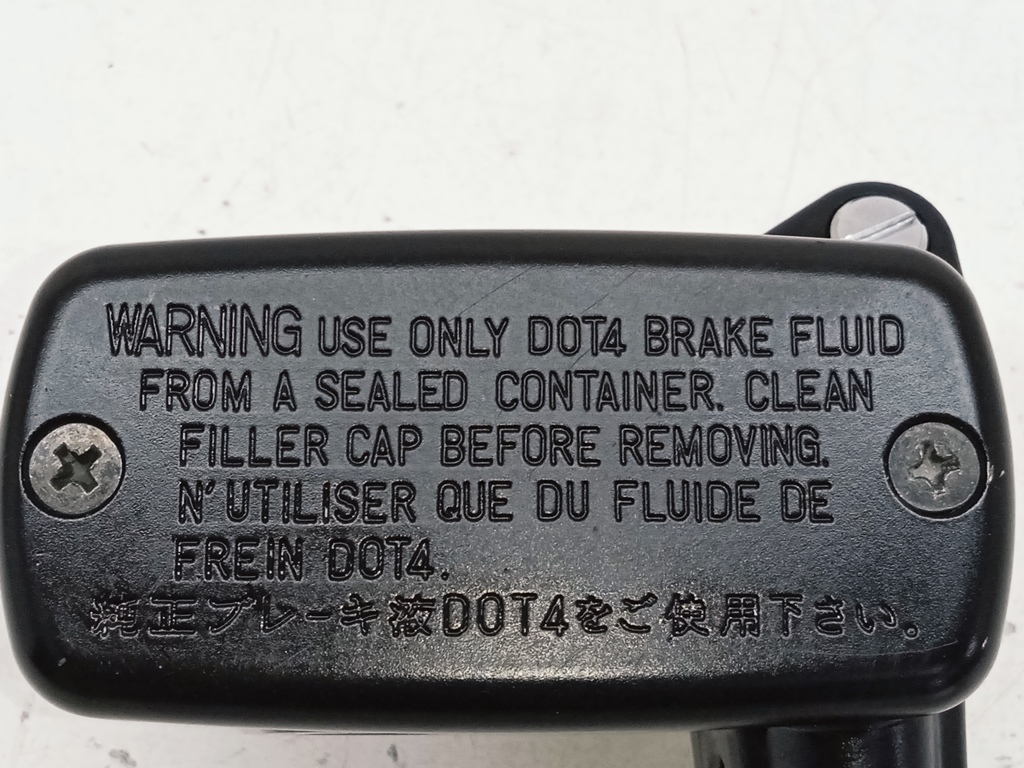 WARNING USE ONLY DOT4 BRAKE FLUID
FROM A SEALED CONTAINER. CLEAN
FILLER CAP BEFORE REMOVING.
N'UTILISER QUE DU FLUIDE DE
FREIN DOT4.
純正ブレーキ液DOT4をご使用下さい。